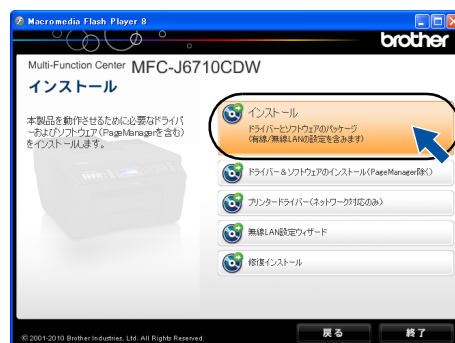 Macromedia Flash Player 8
brother
Multi-Function Center MFC-J6710CDW
インストール
本製品を動作させるために必要なドライバ
ーおよびソフトウェア（PageManagerを含む）
をインストールします。
インストール
ドライバーとソフトウェアのパッケージ
（有線/無線LANの設定を含みます）
ドライバー＆ソフトウェアのインストール（PageManager除く）
プリンタードライバー（ネットワーク対応のみ）
無線LAN設定ウィザード
修復インストール
© 2001-2010 Brother Industries, Ltd. All Rights Reserved.
戻る
終了